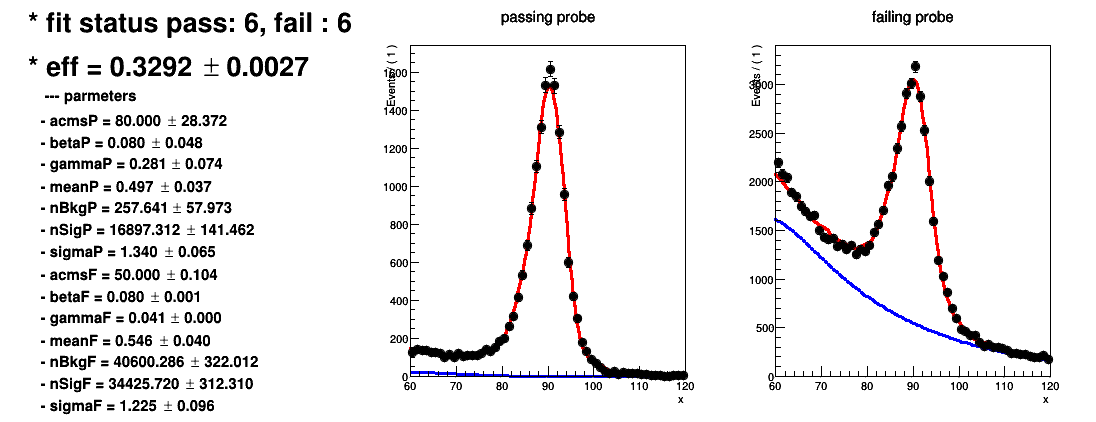 * fit status pass: 6, fail : 6
* eff = 0.3292 ± 0.0027
--- parmeters
- acmsP = 80.000 ± 28.372
- betaP = 0.080 ± 0.048
- gammaP = 0.281 ± 0.074
- meanP = 0.497 ± 0.037
- nBkgP = 257.641 ± 57.973
- nSigP = 16897.312 ± 141.462
- sigmaP = 1.340 ± 0.065
- acmsF = 50.000 ± 0.104
- betaF = 0.080 ± 0.001
- gammaF = 0.041 ± 0.000
- meanF = 0.546 ± 0.040
- nBkgF = 40600.286 ± 322.012
- nSigF = 34425.720 ± 312.310
- sigmaF = 1.225 ± 0.096
passing probe
Events / ( 1 )
1600
1400
1200
1000
800
600
400
200
0
60 70 80 90 100 110 120
x
failing probe
Events / ( 1 )
3000
2500
2000
1500
1000
500
0
60 70 80 90 100 110 120
x